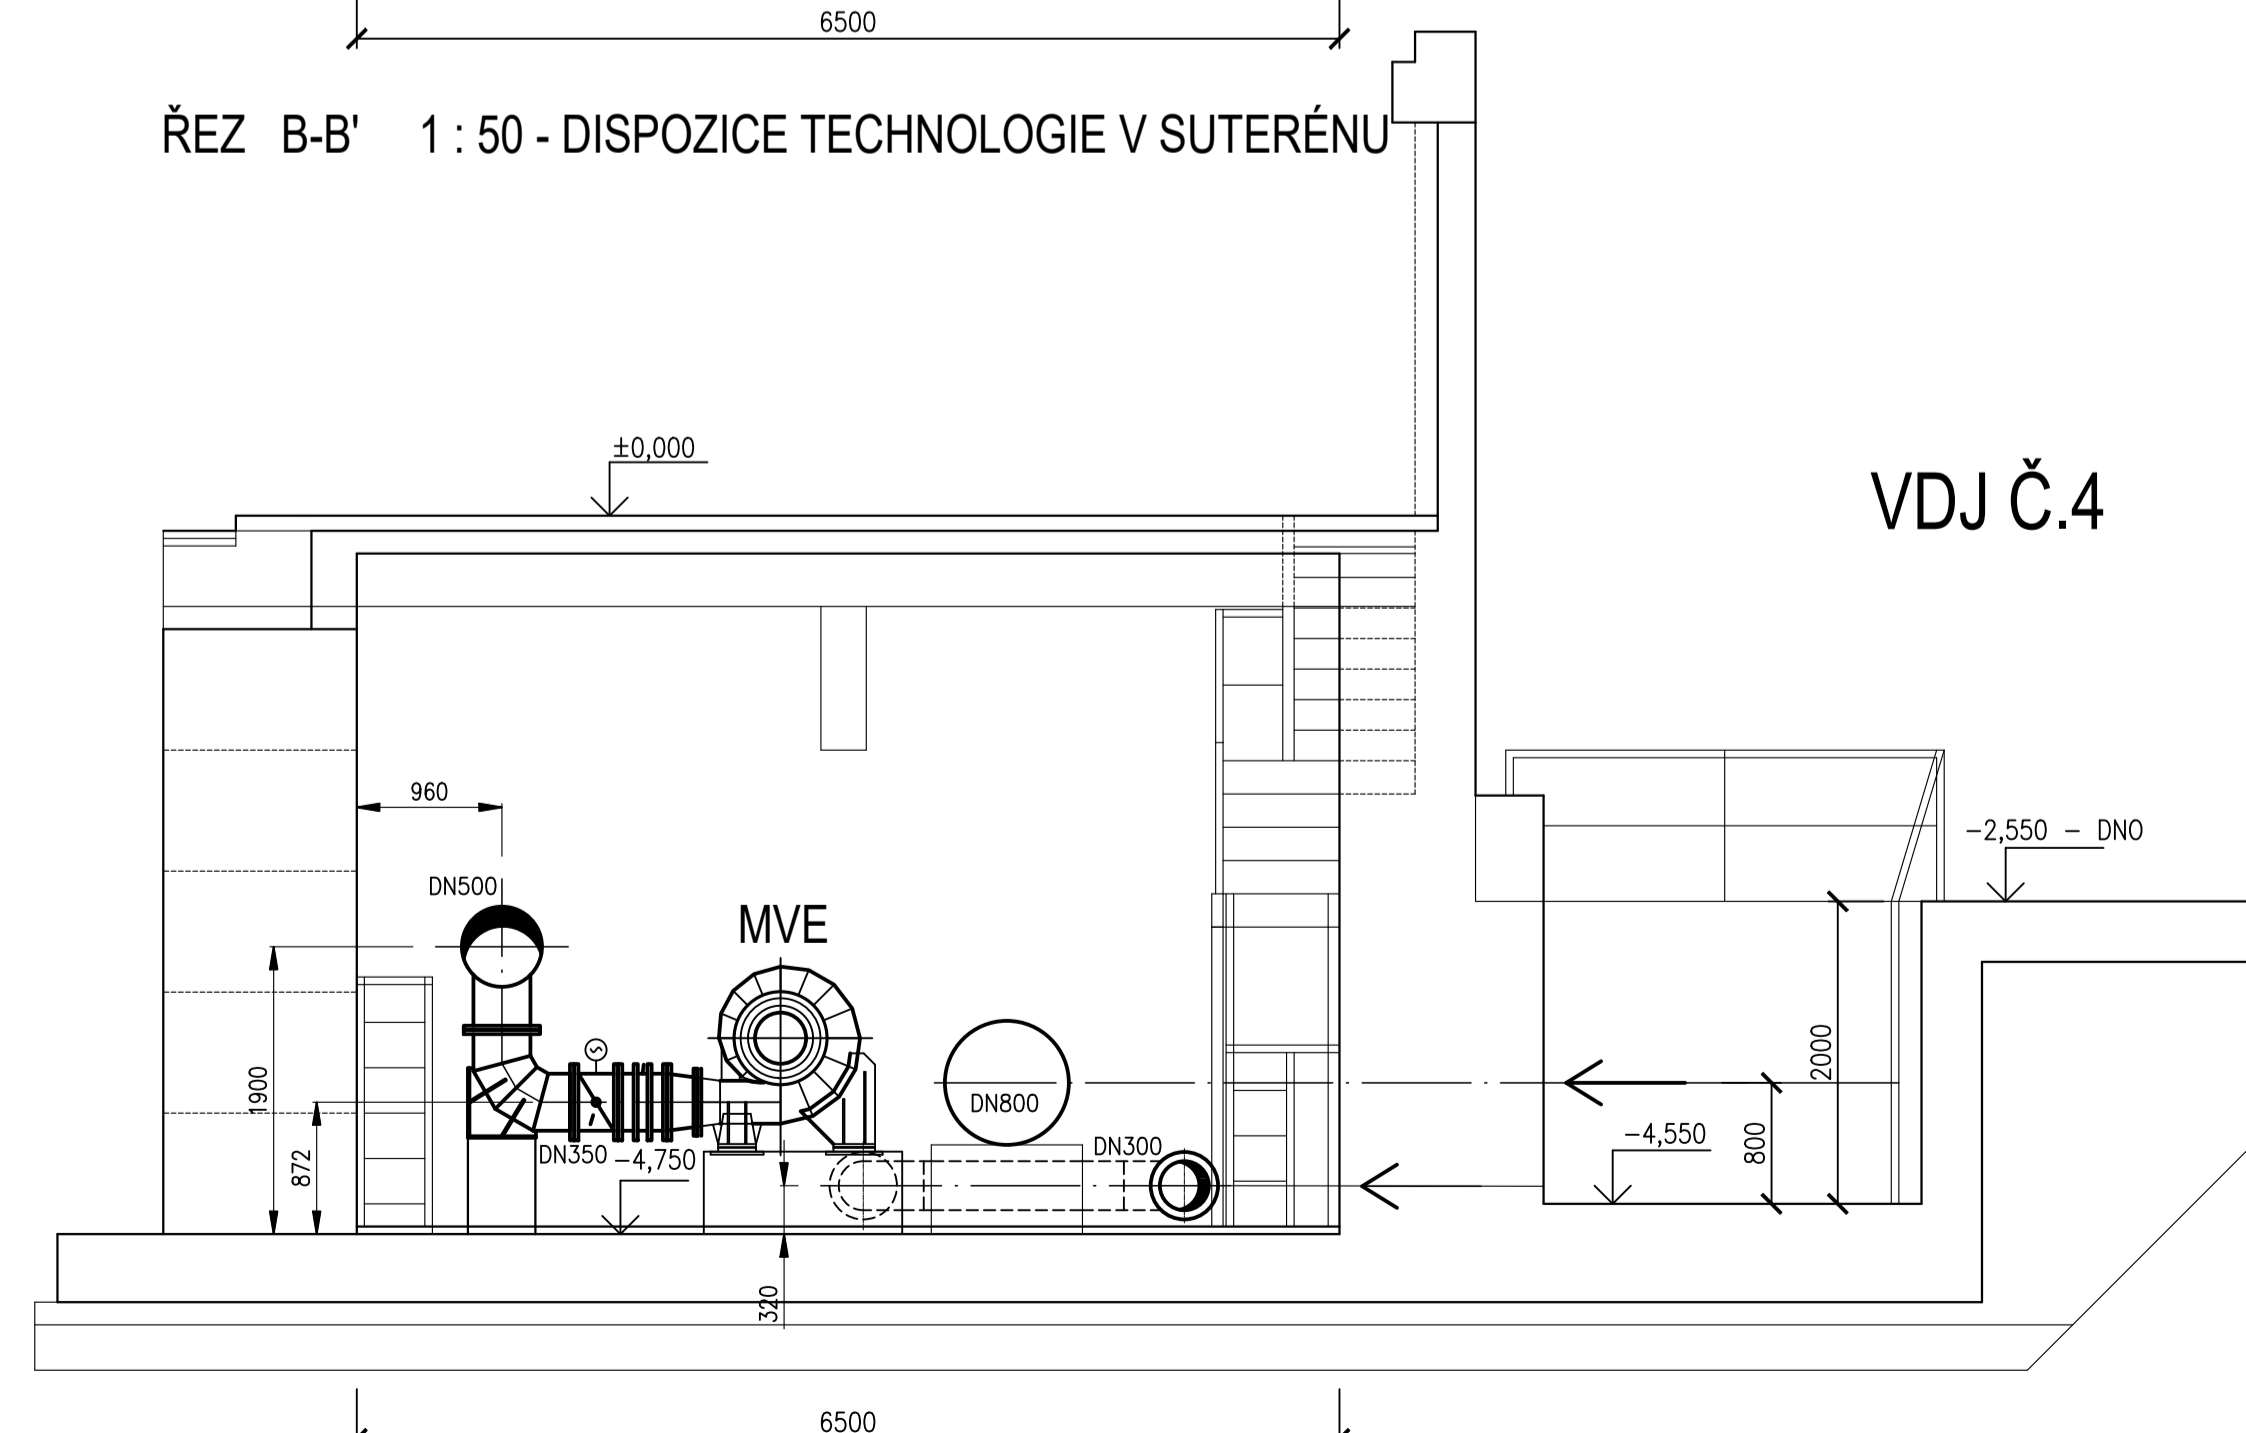 6500
ŘEZ B-B' 1 : 50 - DISPOZICE TECHNOLOGIE V SUTERÉNU
±0,000
VDJ Č.4
960
-2,550 - DNO
DN500
MVE
1900
2000
DN800
872
DN350
-4,750
DN300
-4,550
800
320
6500